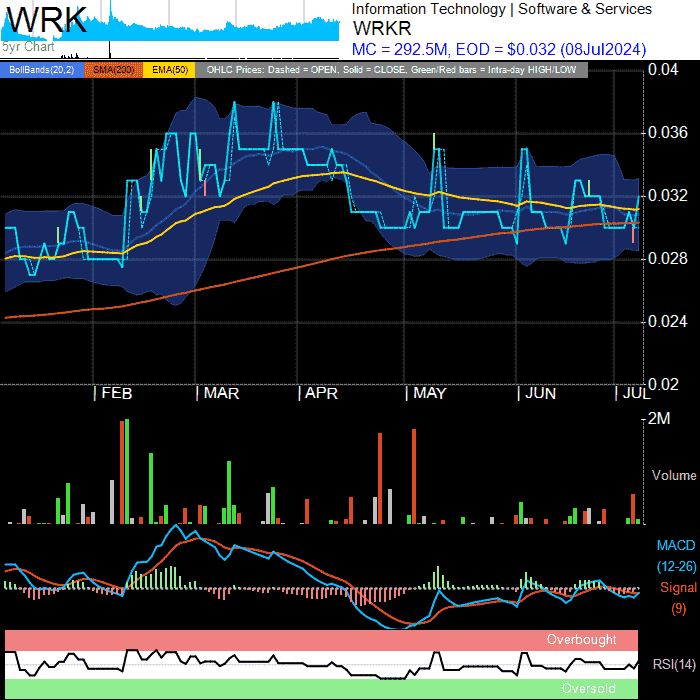 WRK
Information Technology | Software & Services
WRKR
5yr Chart
MC = 292.5M, EOD = $0.032 (08Jul2024)
BollBands(20,2) SMA(200) EMA(50) OHLC Prices: Dashed = OPEN, Solid = CLOSE, Green/Red bars = Intra-day HIGH/LOW
0.04
0.036
0.032
0.028
0.024
0.02
| FEB | MAR | APR | MAY | JUN | JUL
2M
Volume
MACD
(12-26)
Signal
(9)
Overbought
RSI(14)
Oversold